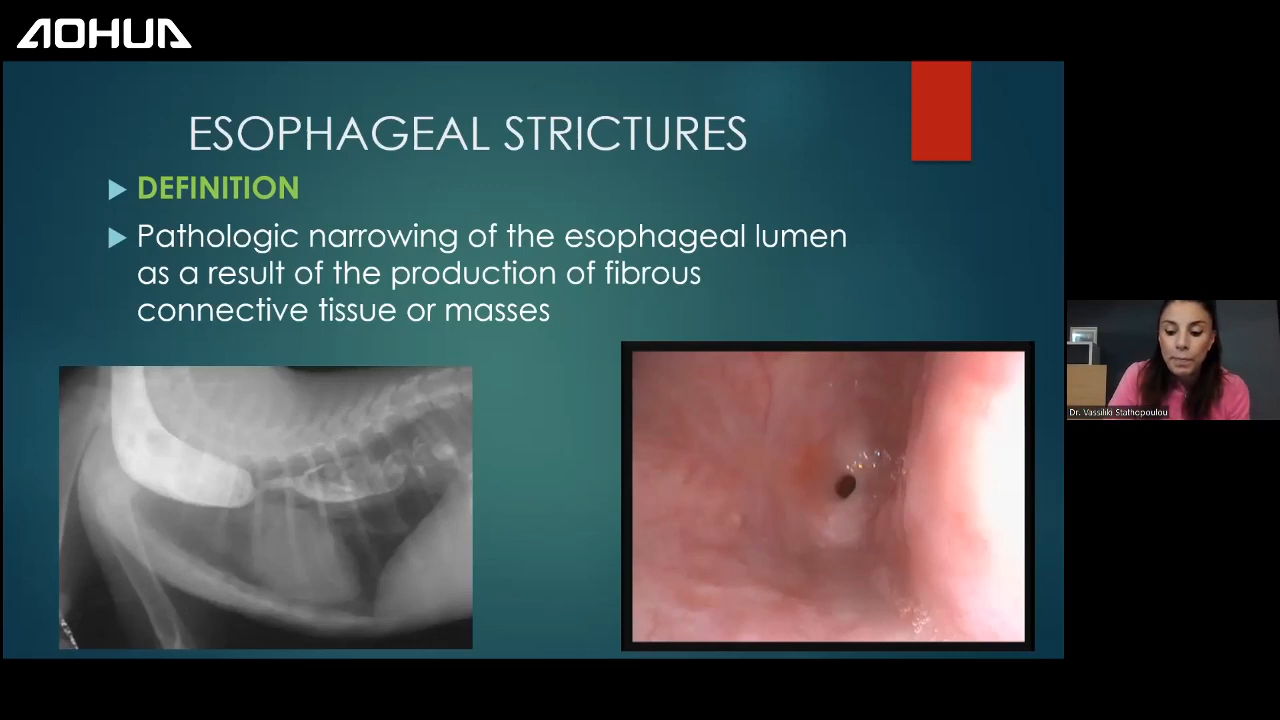 AOHUA
ESOPHAGEAL STRICTURES
DEFINITION
Pathologic narrowing of the esophageal lumen
as a result of the production of fibrous
connective tissue or masses
Dr. Vassiliki Stathopoulou